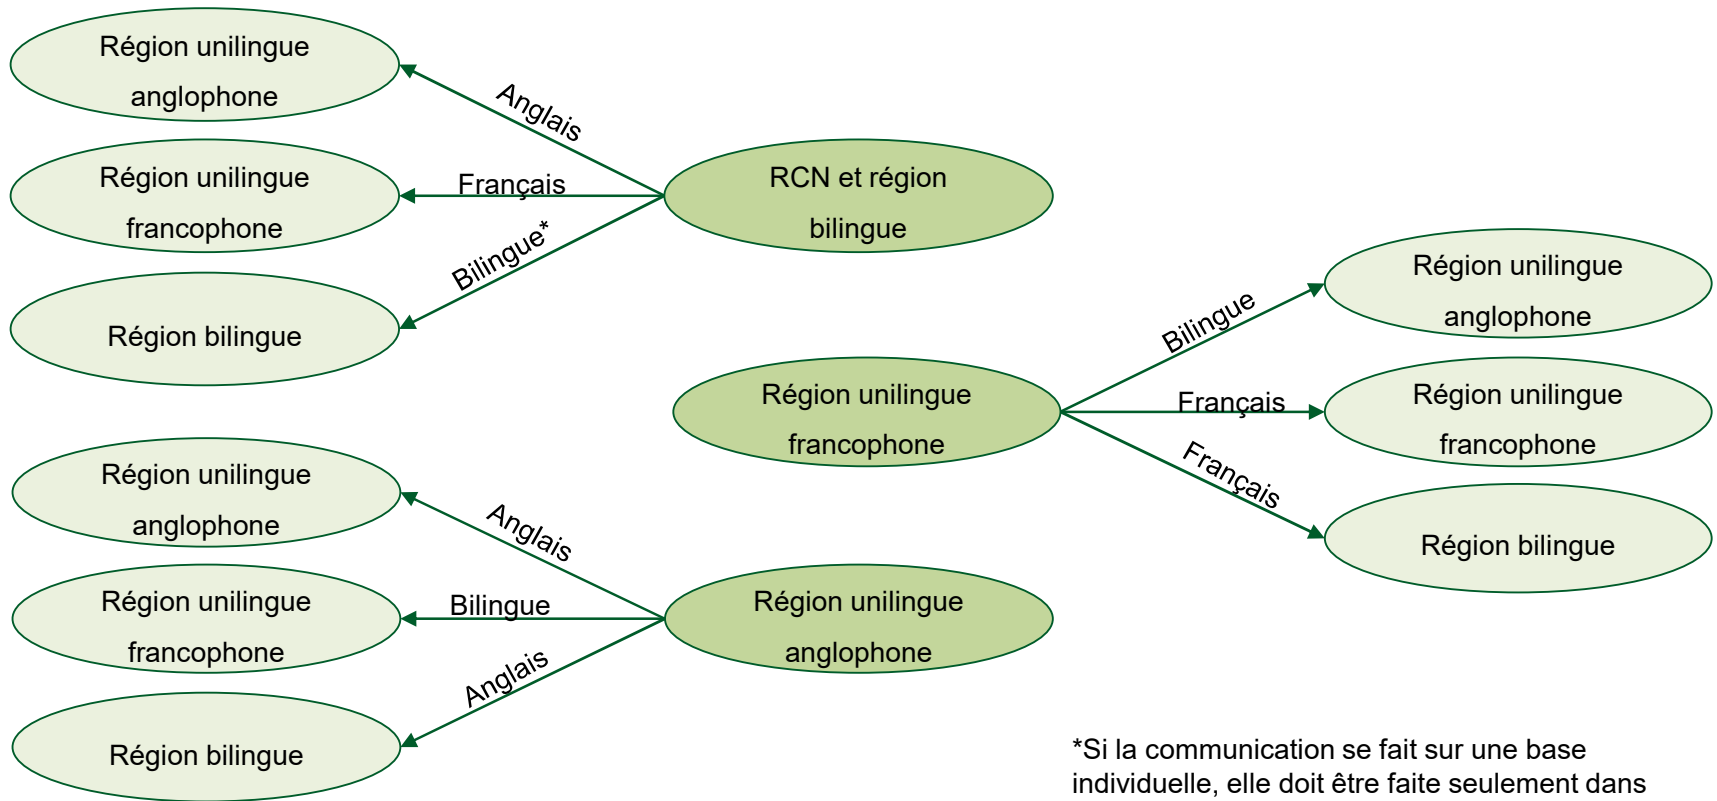 Région unilingue
anglophone
Anglais
Région unilingue
francophone
Français
RCN et région
bilingue
Bilingue*
Région bilingue
Région unilingue
anglophone
Bilingue
Région unilingue
francophone
Français
Région unilingue
francophone
Français
Région bilingue
Région unilingue
anglophone
Anglais
Région unilingue
francophone
Bilingue
Région unilingue
anglophone
Anglais
Région bilingue
*Si la communication se fait sur une base
individuelle, elle doit être faite seulement dans